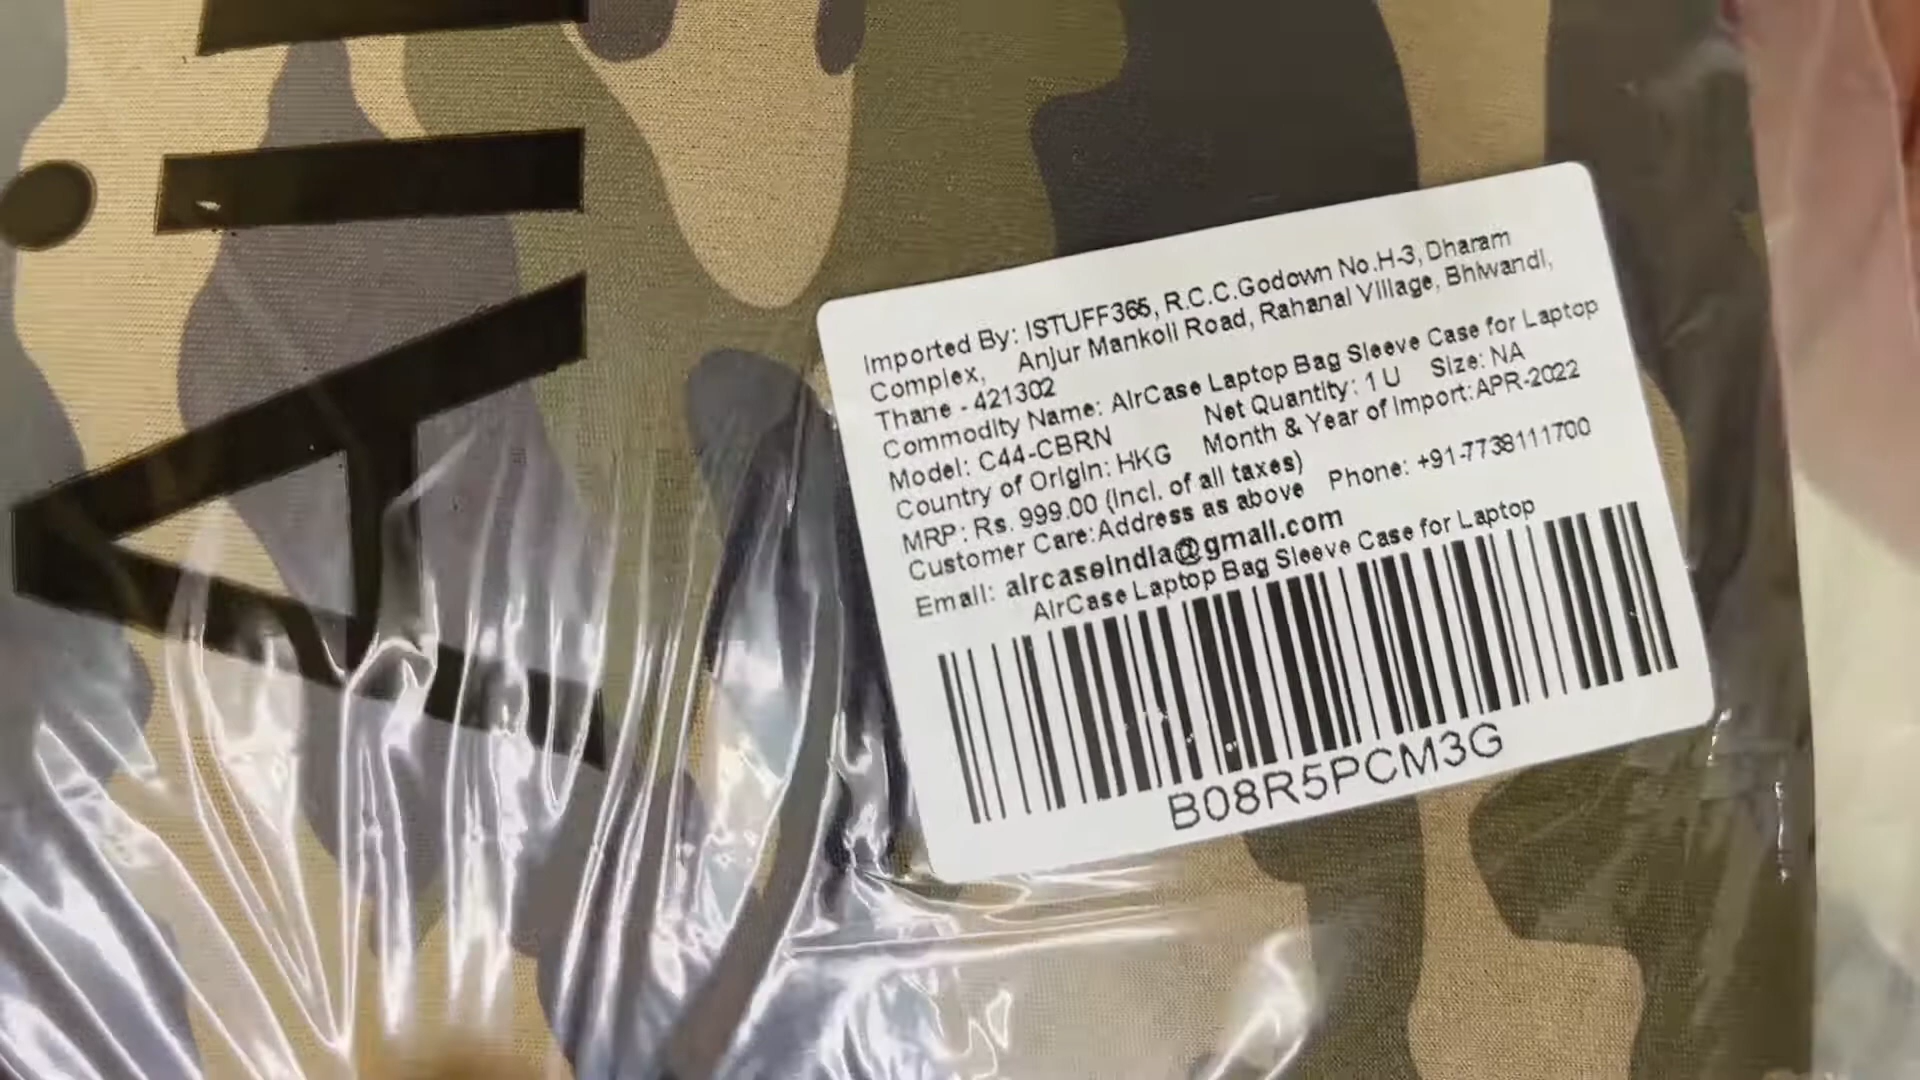 Air
Imported By: ISTUFF365, R.C.C.Godown No.H-3, Dharam
Complex, Anjur Mankoli Road, Rahanal Village, Bhiwandi,
Thane - 421302
Commodity Name: AirCase Laptop Bag Sleeve Case for Laptop
Model: C44-CBRN Net Quantity: 1 U Size: NA
Country of Origin: HKG Month & Year of Import:APR-2022
MRP: Rs. 999.00 (Incl. of all taxes)
Customer Care:Address as above Phone: +91-7738111700
Email: aircaseindia@gmail.com
AirCase Laptop Bag Sleeve Case for Laptop
B08R5PCM3G